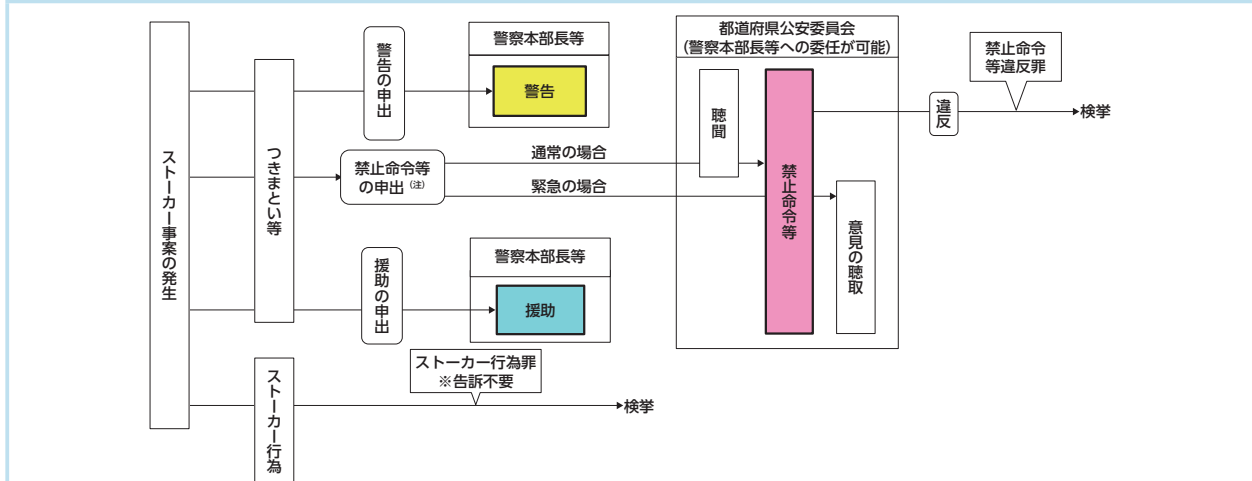 ストーカー事案の発生
つきまとい等
警告の申出
警察本部長等
警告
禁止命令等
の申出（注）
通常の場合
緊急の場合
都道府県公安委員会
（警察本部長等への委任が可能）
聴聞
禁止命令等
意見の聴取
違反
禁止命令
等違反罪
検挙
援助の申出
警察本部長等
援助
ストーカー行為
ストーカー行為罪
※告訴不要
検挙